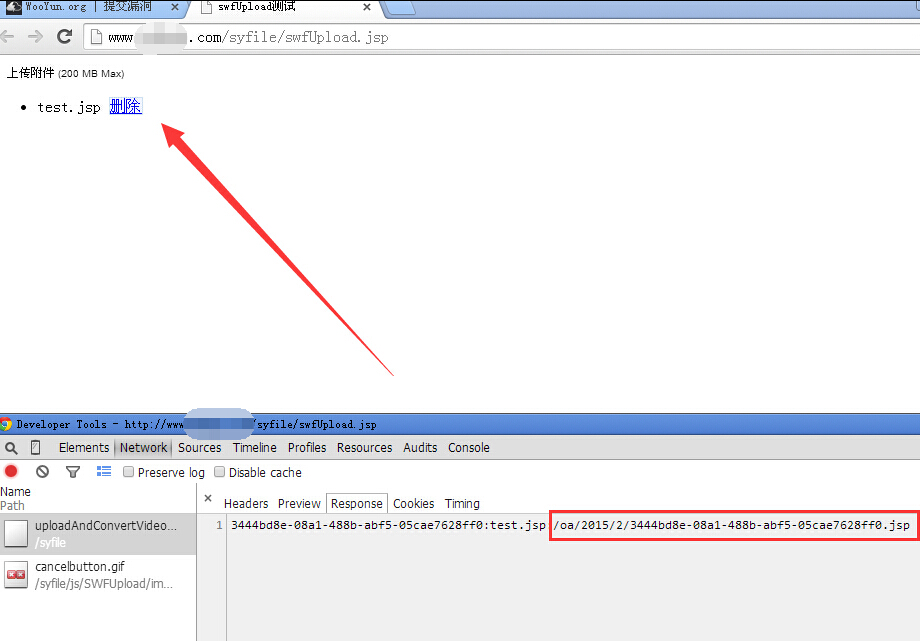 WooYun.org | 提交漏洞
swfUpload测试
www .com/syfile/swfUpload.jsp
上传附件 (200 MB Max)
• test.jsp 删除
Developer Tools - http://www /syfile/swfUpload.jsp
Elements Network Sources Timeline Profiles Resources Audits Console
Preserve log Disable cache
Name
Path
× Headers Preview Response Cookies Timing
uploadAndConvertVideo...
/syfile
cancelbutton.gif
/syfile/js/SWFUpload/im...
1 3444bd8e-08a1-488b-abf5-05cae7628ff0:test.jsp:/oa/2015/2/3444bd8e-08a1-488b-abf5-05cae7628ff0.jsp